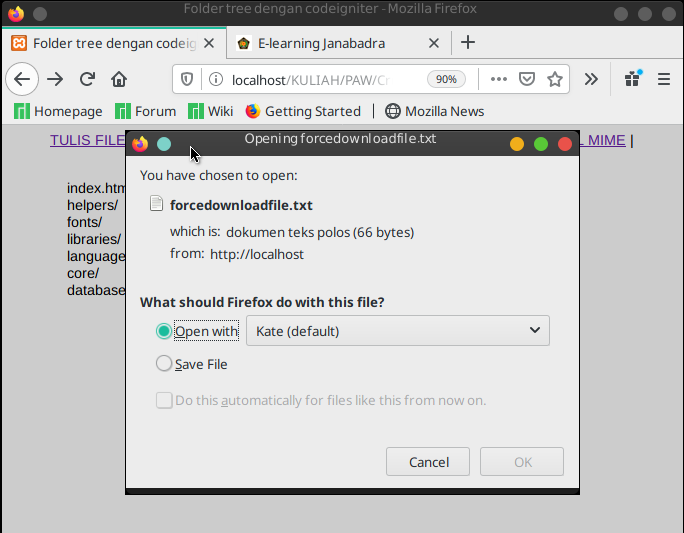 Folder tree dengan codeigniter - Mozilla Firefox
Folder tree dengan codeig
E-learning Janabadra
localhost/KULIAH/PAW/C
90%
Homepage Forum Wiki Getting Started Mozilla News
TULIS FILE
L MIME |
Opening forcedownloadfile.txt
index.htm
helpers/
fonts/
libraries/
language
core/
database
You have chosen to open:
forcedownloadfile.txt
which is: dokumen teks polos (66 bytes)
from: http://localhost
What should Firefox do with this file?
Open with Kate (default)
Save File
Do this automatically for files like this from now on.
Cancel OK